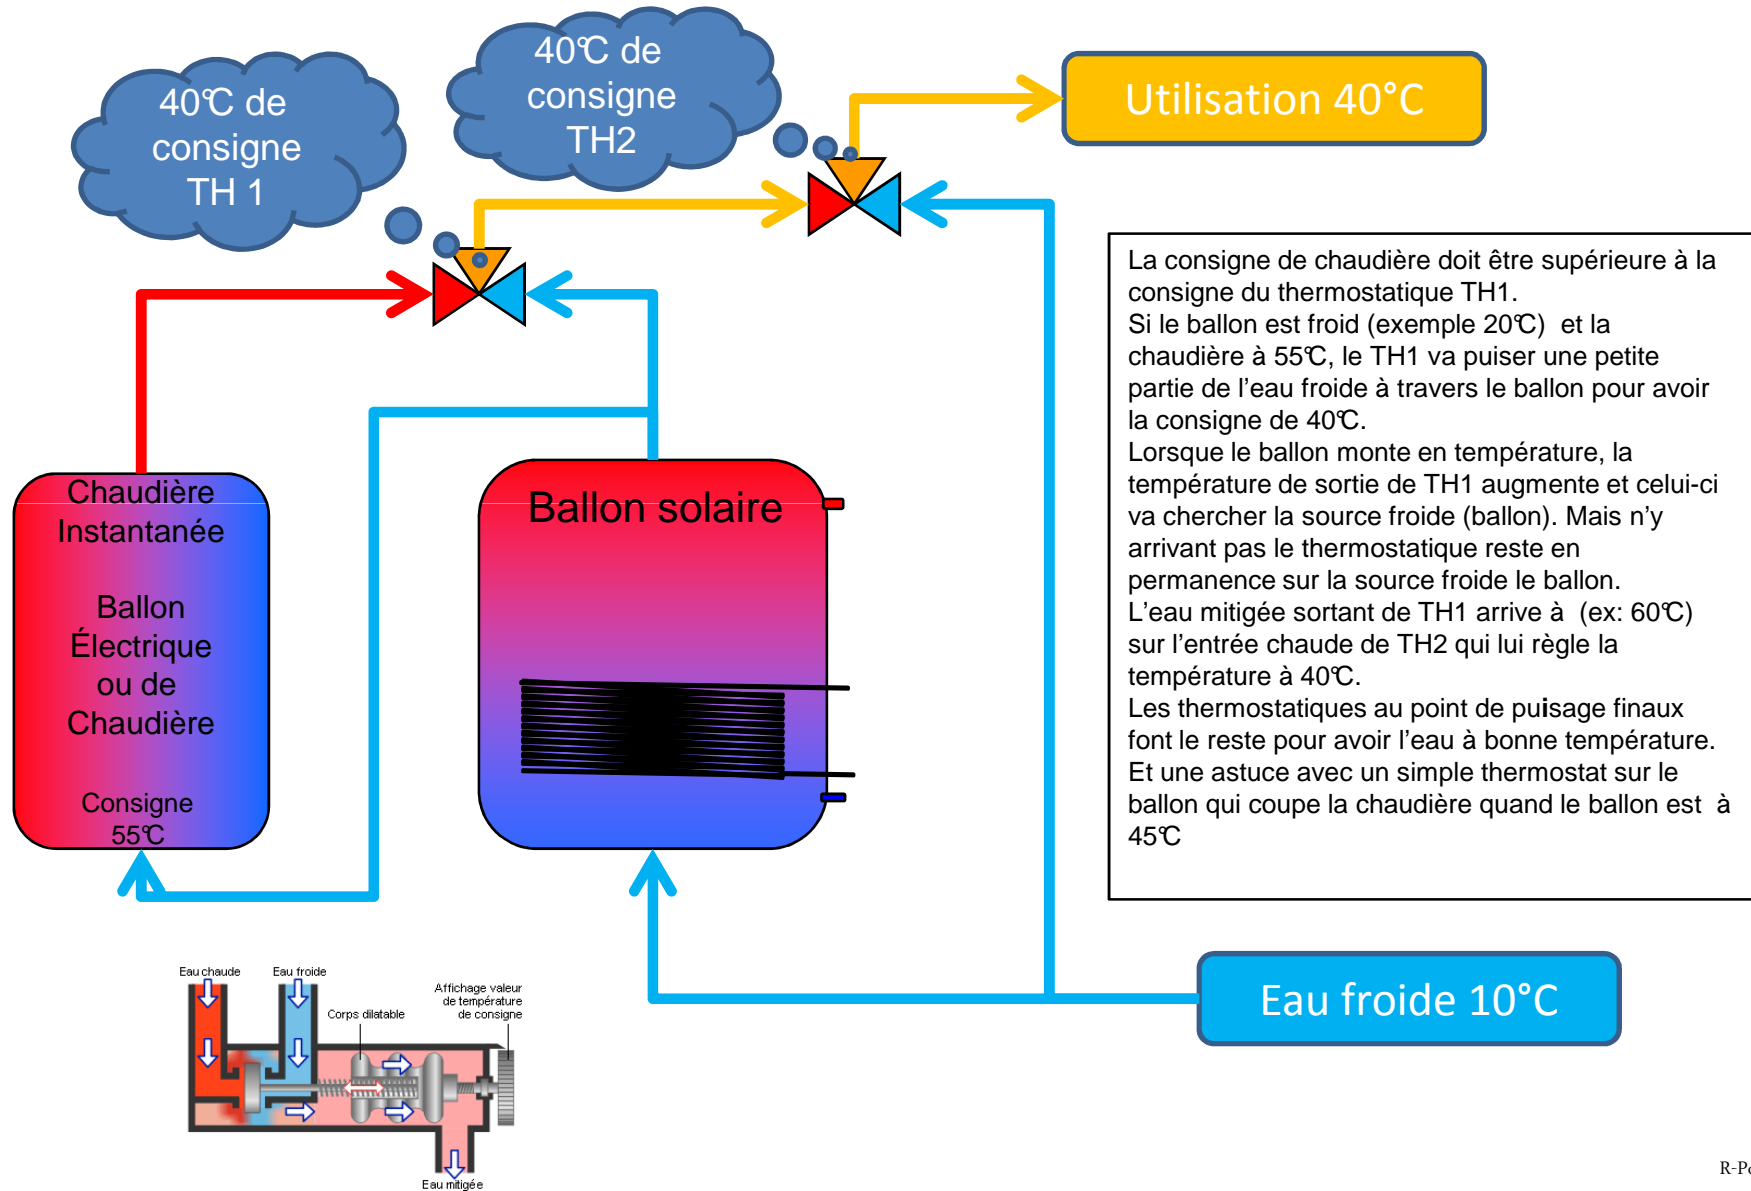 40°C de
consigne
TH 1
40°C de
consigne
TH2
Utilisation 40°C
La consigne de chaudière doit être supérieure à la
consigne du thermostatique TH1.
Si le ballon est froid (exemple 20°C) et la
chaudière à 55°C, le TH1 va puiser une petite
partie de l'eau froide à travers le ballon pour avoir
la consigne de 40°C.
Lorsque le ballon monte en température, la
température de sortie de TH1 augmente et celui-ci
va chercher la source froide (ballon). Mais n'y
arrivant pas le thermostatique reste en
permanence sur la source froide le ballon.
L'eau mitigée sortant de TH1 arrive à (ex: 60°C)
sur l'entrée chaude de TH2 qui lui règle la
température à 40°C.
Les thermostatiques au point de puisage finaux
font le reste pour avoir l'eau à bonne température.
Et une astuce avec un simple thermostat sur le
ballon qui coupe la chaudière quand le ballon est à
45°C
Chaudière
Instantanée
Ballon
Électrique
ou de
Chaudière
Consigne
55°C
Ballon solaire
Eau froide 10°C
Eau chaude
Eau froide
Affichage valeur
de température
de consigne
Corps dilatable
Eau mitigée